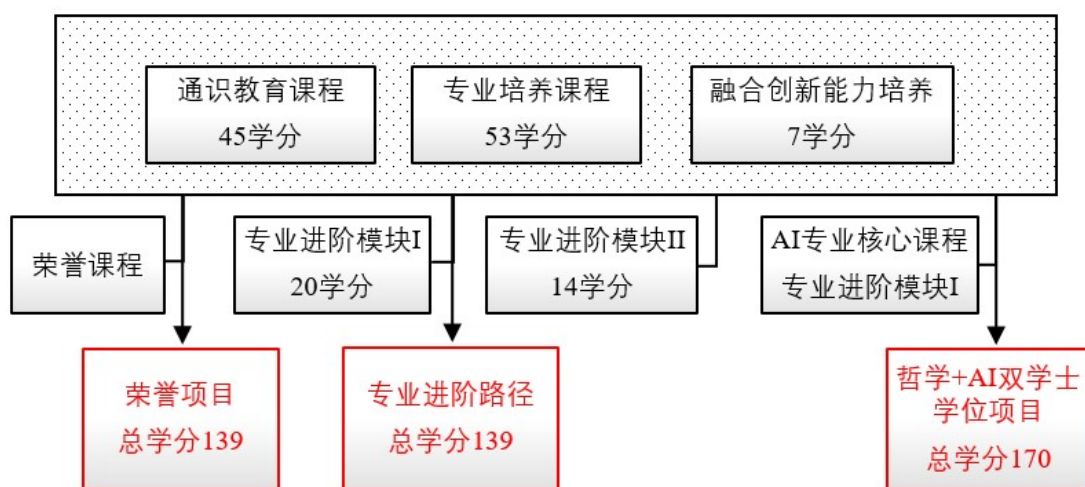 通识教育课程
45学分
专业培养课程
53学分
融合创新能力培养
7学分
荣誉课程
专业进阶模块I
20学分
专业进阶模块II
14学分
AI专业核心课程
专业进阶模块I
荣誉项目
总学分139
专业进阶路径
总学分139
哲学+AI双学士
学位项目
总学分170